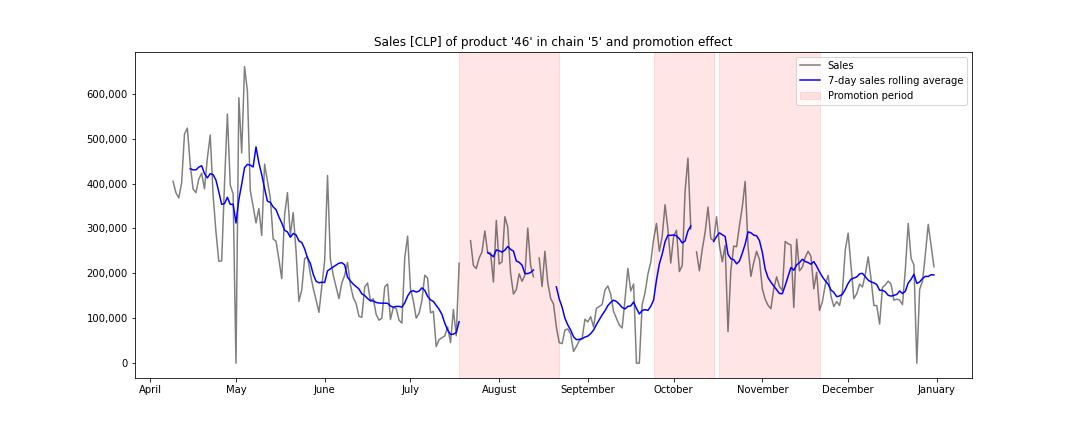 Sales [CLP] of product '46' in chain '5' and promotion effect
Sales
7-day sales rolling average
Promotion period
600,000
500,000
400,000
300,000
200,000
100,000
0
April May June July August September October November December January